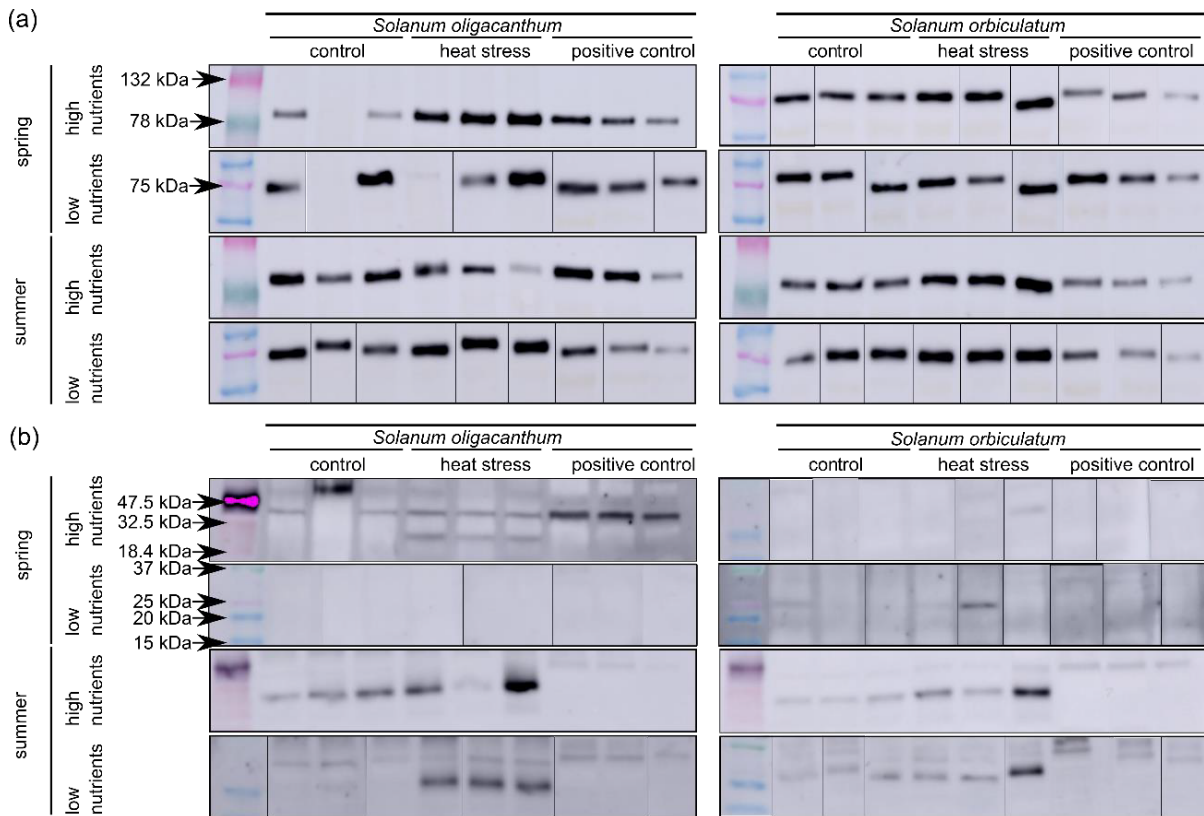 (a)
Solanum oligacanthum
Solanum orbiculatum
control
heat stress
positive control
control
heat stress
positive control
spring
high
nutrients
132 kDa
78 kDa
low
nutrients
75 kDa
summer
high
nutrients
low
nutrients
(b)
Solanum oligacanthum
Solanum orbiculatum
control
heat stress
positive control
control
heat stress
positive control
spring
high
nutrients
47.5 kDa
32.5 kDa
18.4 kDa
low
nutrients
37 kDa
25 kDa
20 kDa
15 kDa
summer
high
nutrients
low
nutrients